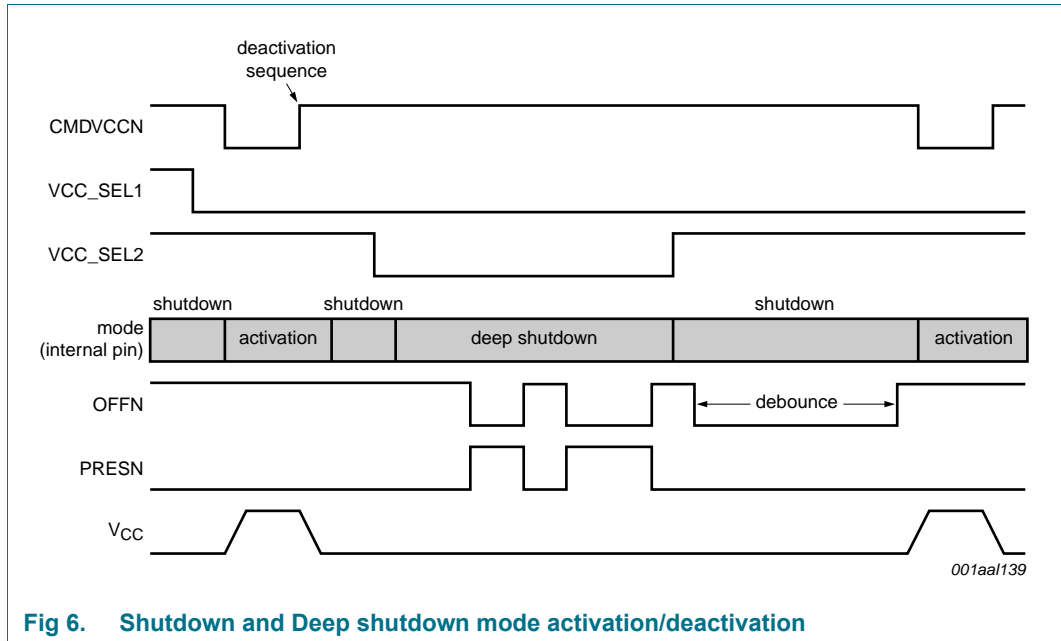 deactivation
sequence
CMDVCCN
VCC_SEL1
VCC_SEL2
shutdown shutdown shutdown
mode
(internal pin)
activation deep shutdown activation
OFFN
debounce
PRESN
VCC
001aal139
Fig 6. Shutdown and Deep shutdown mode activation/deactivation